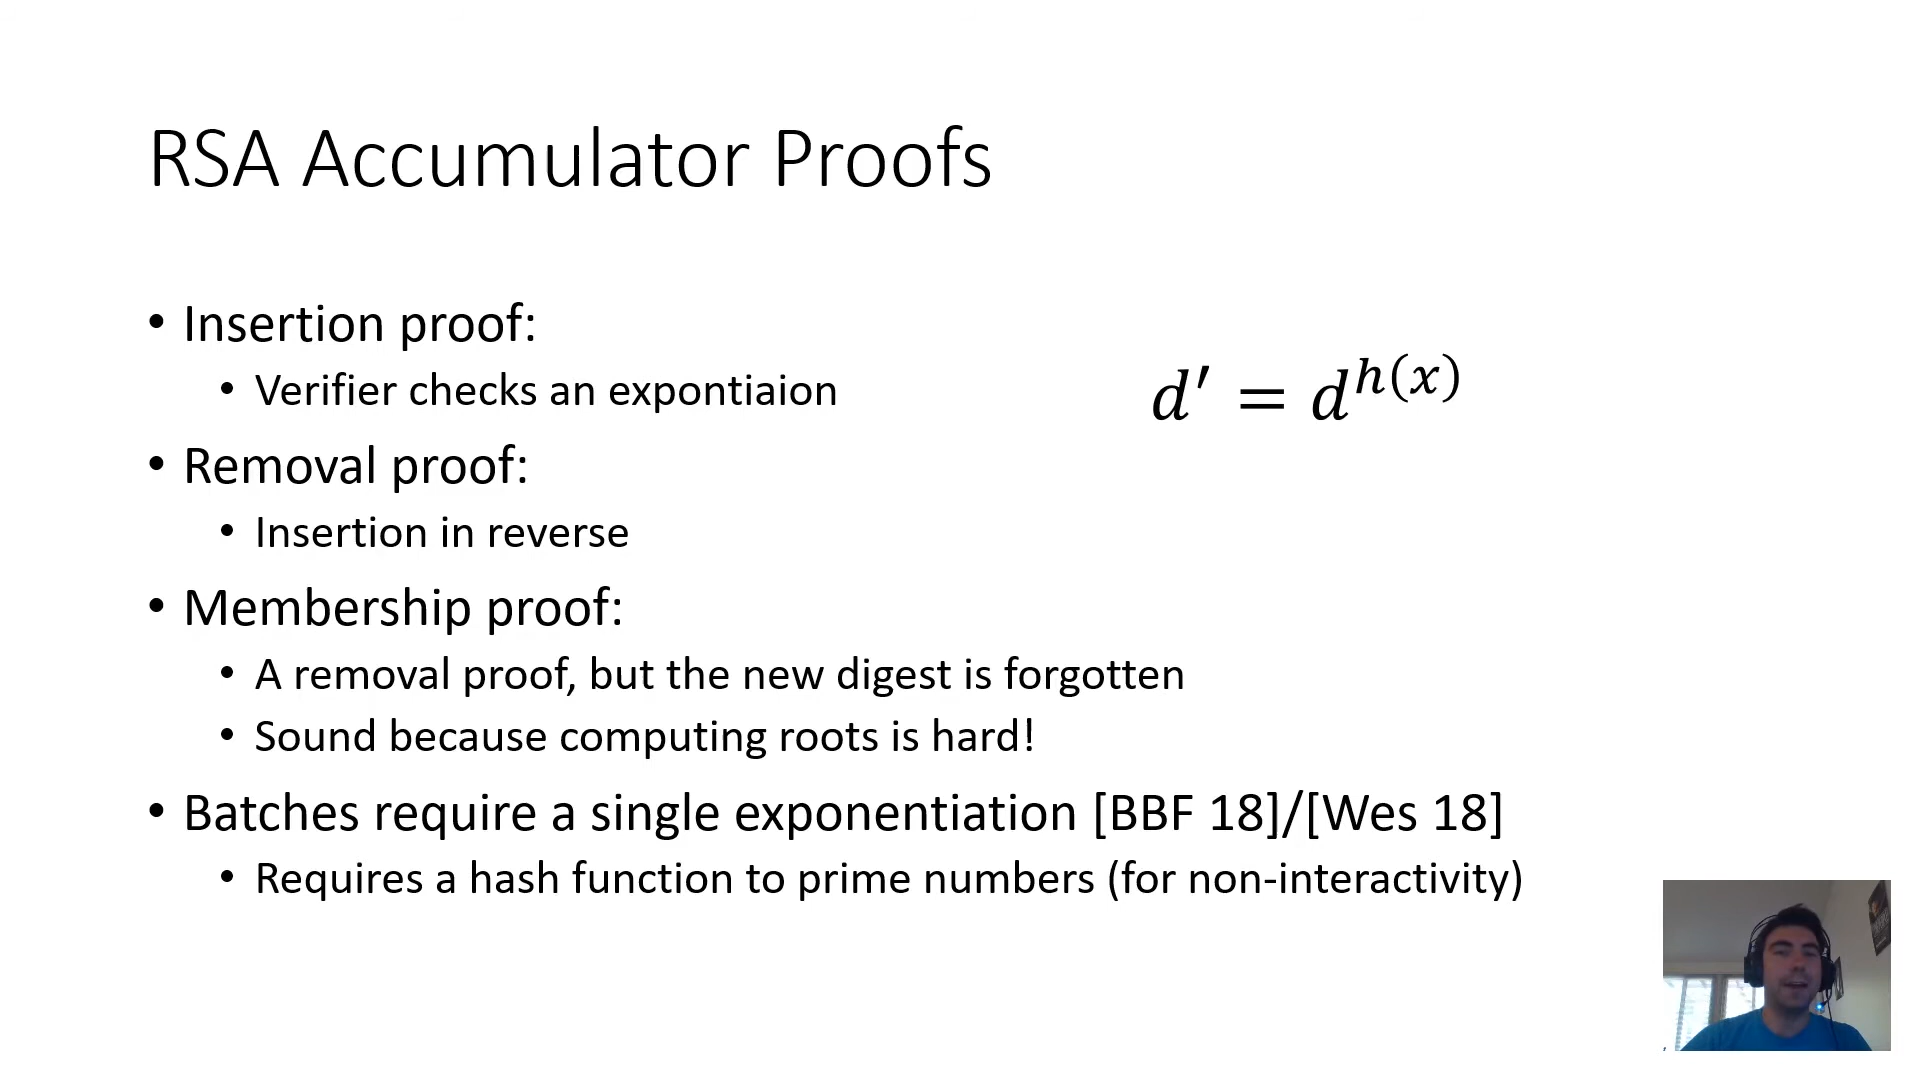 RSA Accumulator Proofs
• Insertion proof:
• Verifier checks an expontiaion
d′ = d^{h(x)}
• Removal proof:
• Insertion in reverse
• Membership proof:
• A removal proof, but the new digest is forgotten
• Sound because computing roots is hard!
• Batches require a single exponentiation [BBF 18]/[Wes 18]
• Requires a hash function to prime numbers (for non-interactivity)